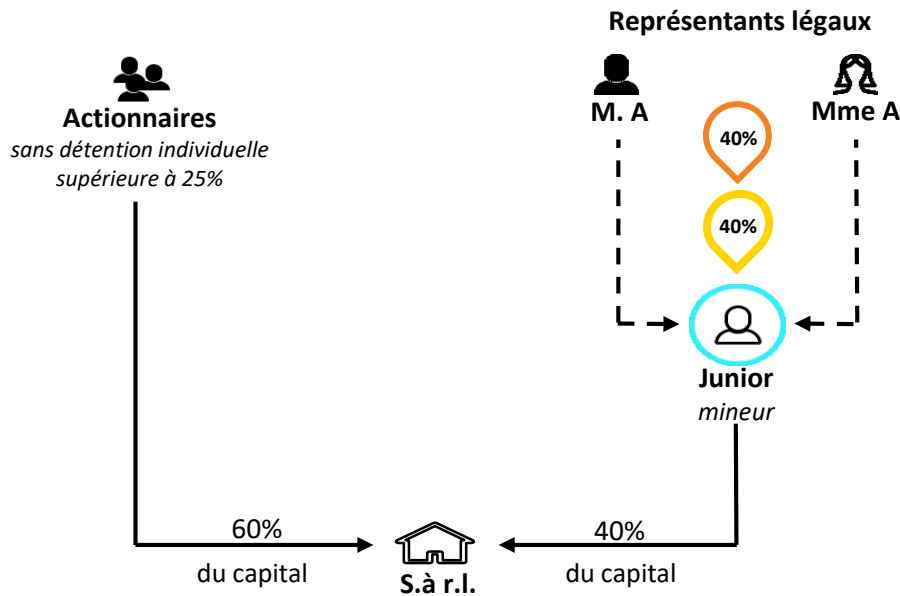 Représentants légaux
M. A
Mme A
Actionnaires
sans détention individuelle
supérieure à 25%
40%
40%
Junior
mineur
60%
du capital
40%
du capital
S.à r.l.